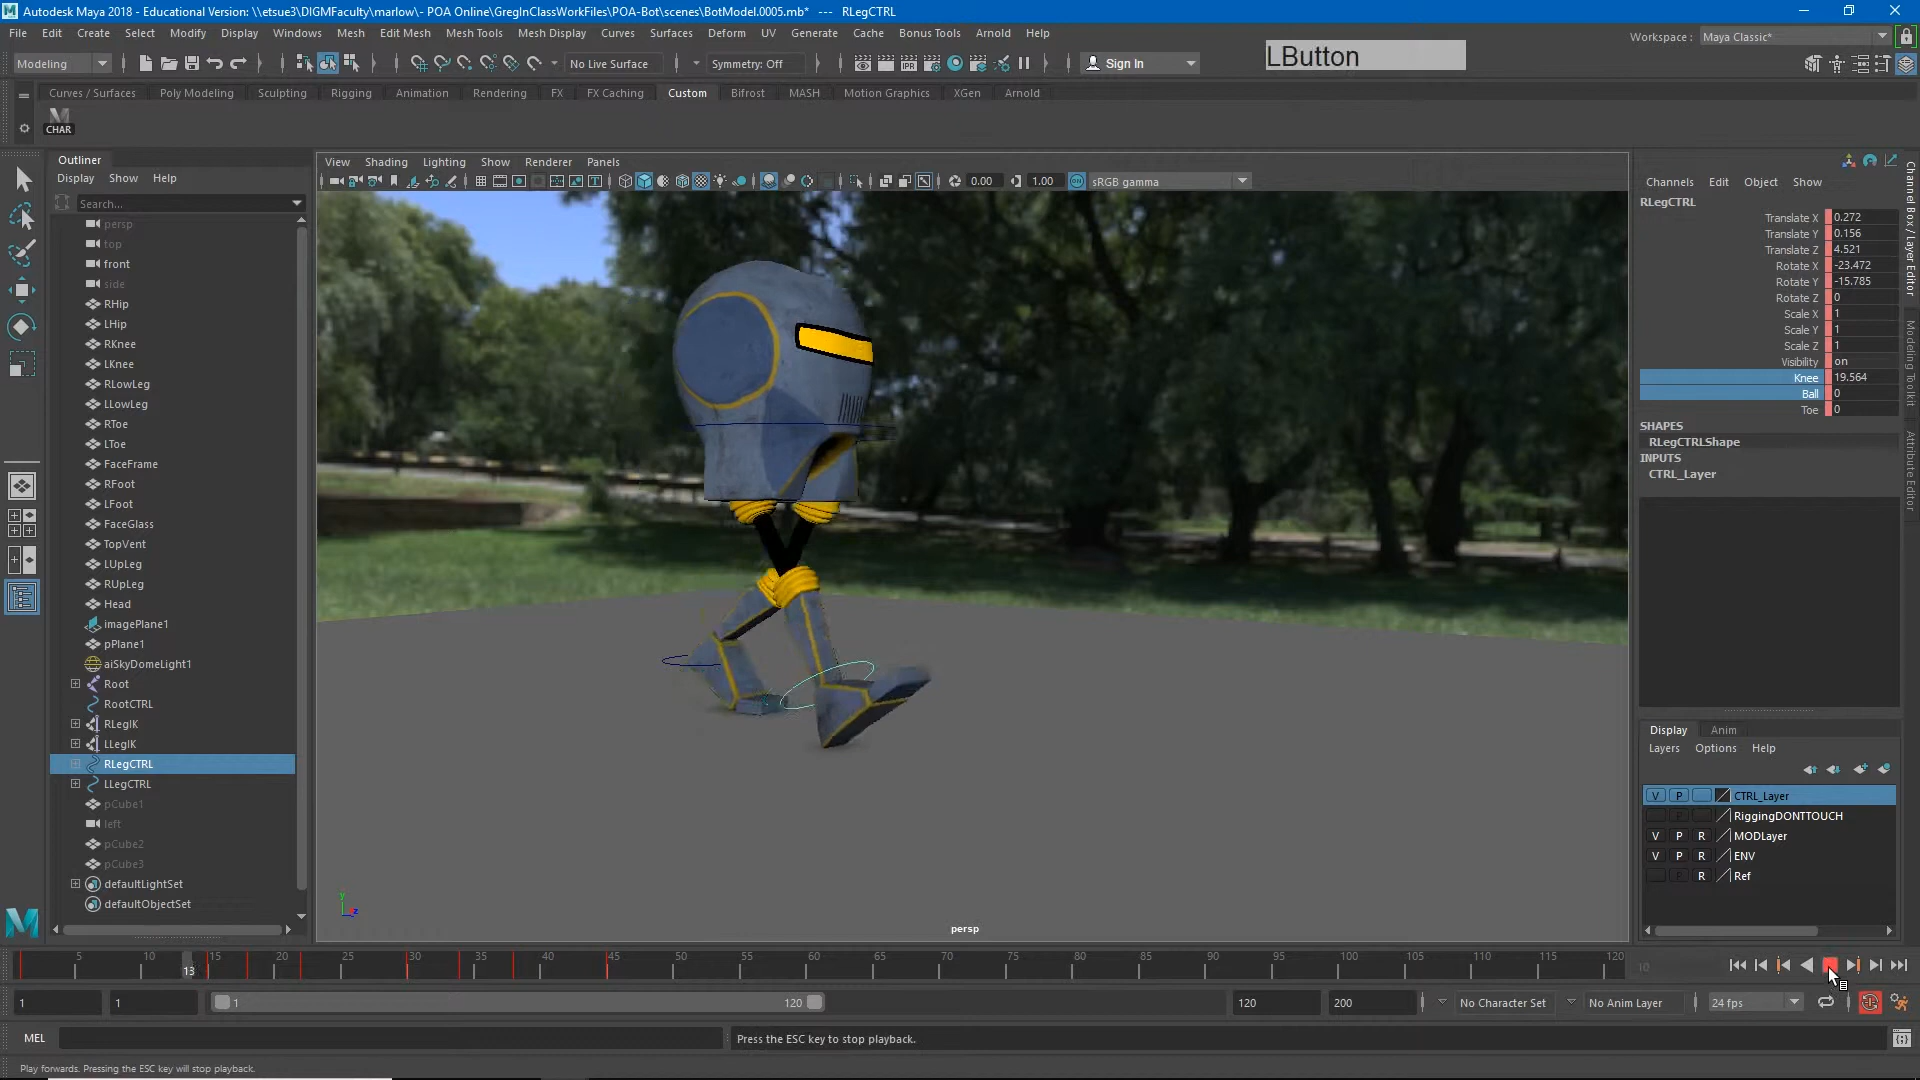 Autodesk Maya 2018 - Educational Version: \\etsue3\DIGMFaculty\marlow\- POA Online\GregInClassWorkFiles\POA-Bot\scenes\BotModel.0005.mb* --- RLegCTRL
File Edit Create Select Modify Display Windows Mesh Edit Mesh Mesh Tools Mesh Display Curves Surfaces Deform UV Generate Cache Bonus Tools Arnold Help
Workspace : Maya Classic*
Modeling
No Live Surface
Symmetry: Off
Sign In
LButton
Curves / Surfaces Poly Modeling Sculpting Rigging Animation Rendering FX FX Caching Custom Bifrost MASH Motion Graphics XGen Arnold
CHAR
Outliner
Display Show Help
Search...
persp
top
front
side
RHip
LHip
RKnee
LKnee
RLowLeg
LLowLeg
RToe
LToe
FaceFrame
RFoot
LFoot
FaceGlass
TopVent
LUpLeg
RUpLeg
Head
imagePlane1
pPlane1
aiSkyDomeLight1
Root
RootCTRL
RLegIK
LLegIK
RLegCTRL
LLegCTRL
pCube1
left
pCube2
pCube3
defaultLightSet
defaultObjectSet
View Shading Lighting Show Renderer Panels
0.00
1.00
sRGB gamma
persp
Channels Edit Object Show
RLegCTRL
Translate X 0.272
Translate Y 0.156
Translate Z 4.521
Rotate X -23.472
Rotate Y -15.785
Rotate Z 0
Scale X 1
Scale Y 1
Scale Z 1
Visibility on
Knee 19.564
Ball 0
Toe 0
SHAPES
RLegCTRLShape
INPUTS
CTRL_Layer
Channel Box / Layer Editor
Modeling Toolkit
Attribute Editor
Display Anim
Layers Options Help
V P CTRL_Layer
RiggingDONTTOUCH
V P R MODLayer
V P R ENV
R Ref
5 10 15 20 25 30 35 40 45 50 55 60 65 70 75 80 85 90 95 100 105 110 115 120
13
10
1 1 1 120 120 200
No Character Set
No Anim Layer
24 fps
MEL
Press the ESC key to stop playback.
Play forwards. Pressing the ESC key will stop playback.